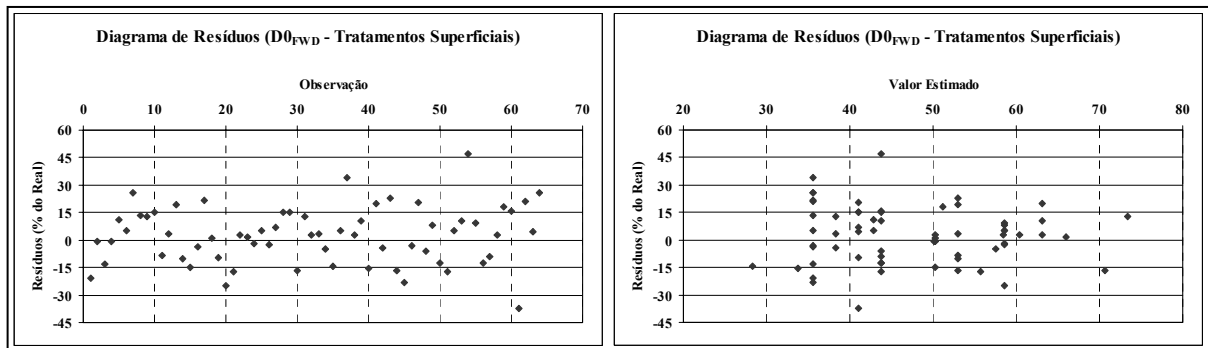 Diagrama de Resíduos (D0FWD - Tratamentos Superficiais)
Observação
0 10 20 30 40 50 60 70
Resíduos (% do Real)
60
45
30
15
0
-15
-30
-45
Diagrama de Resíduos (D0FWD - Tratamentos Superficiais)
Valor Estimado
20 30 40 50 60 70 80
Resíduos (% do Real)
60
45
30
15
0
-15
-30
-45